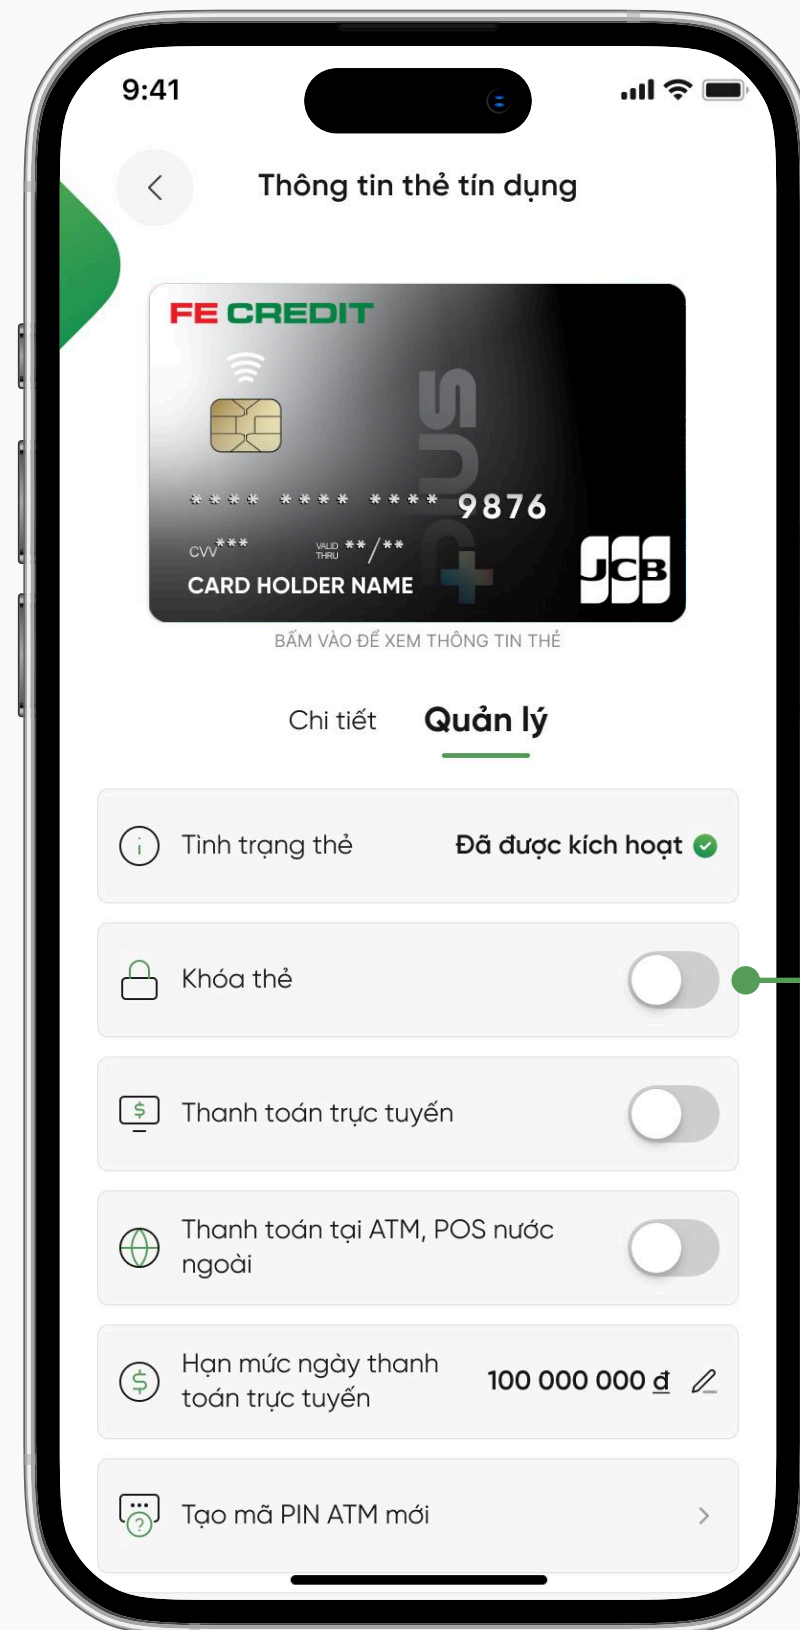 9:41
Thông tin thẻ tín dụng
FE CREDIT
Plus
**** **** **** 9876
CVV*** VALID THRU **/**
CARD HOLDER NAME
JCB
BẤM VÀO ĐỂ XEM THÔNG TIN THẺ
Chi tiết Quản lý
Tình trạng thẻ Đã được kích hoạt
Khóa thẻ
Thanh toán trực tuyến
Thanh toán tại ATM, POS nước
ngoài
Hạn mức ngày thanh
toán trực tuyến
100 000 000 đ
Tạo mã PIN ATM mới